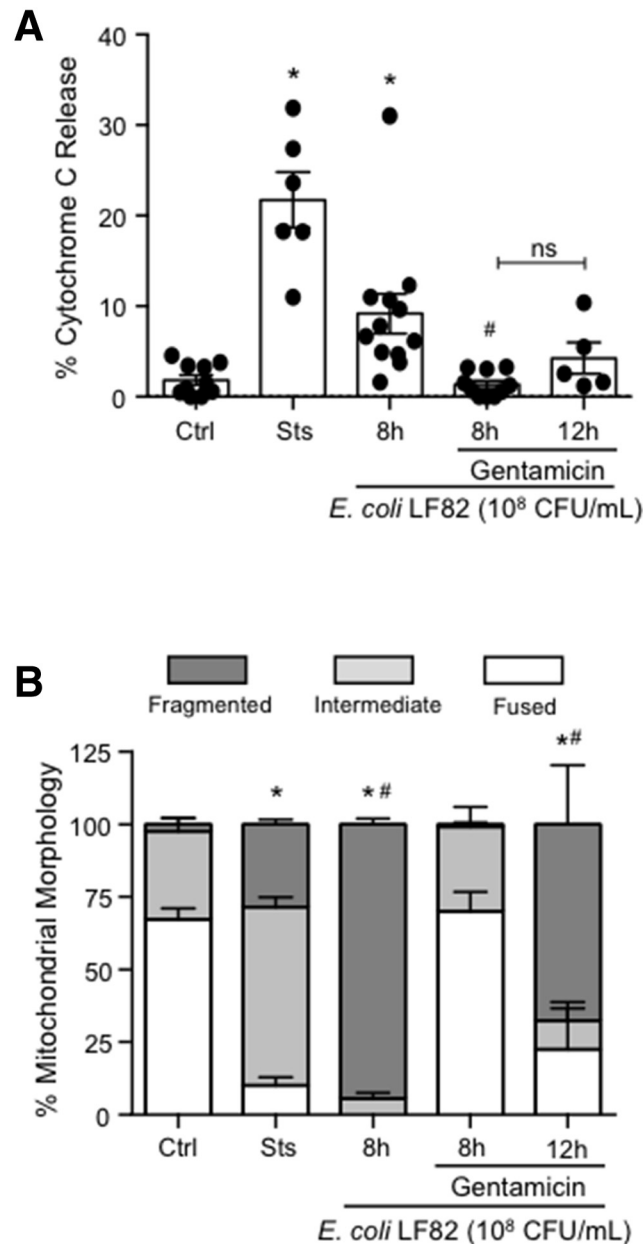 A
% Cytochrome C Release
40
30
20
10
0
* *
#
ns
Ctrl Sts 8h 8h 12h
Gentamicin
E. coli LF82 (10⁸ CFU/mL)
B
Fragmented Intermediate Fused
% Mitochondrial Morphology
125
100
75
50
25
0
* *# *#
Ctrl Sts 8h 8h 12h
Gentamicin
E. coli LF82 (10⁸ CFU/mL)